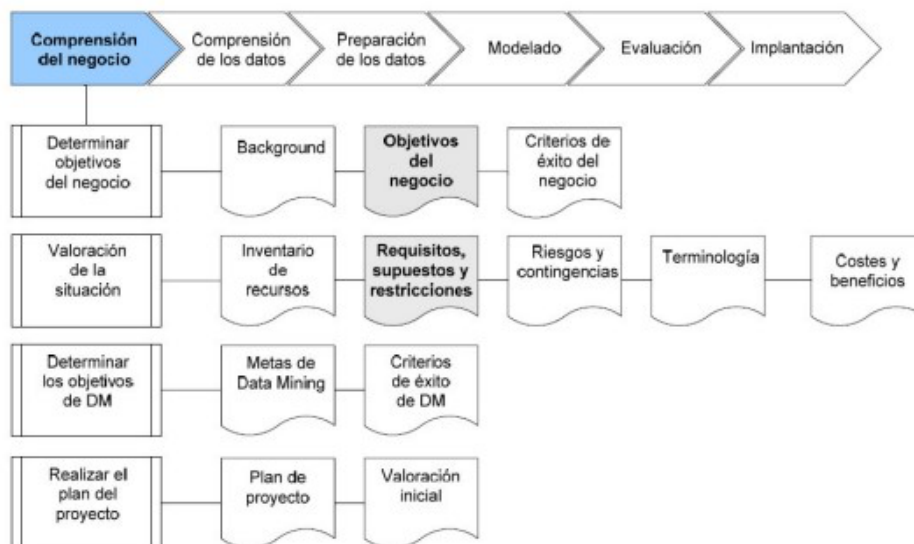 Comprensión
del negocio
Comprensión
de los datos
Preparación
de los datos
Modelado
Evaluación
Implantación
Determinar
objetivos
del negocio
Background
Objetivos
del
negocio
Criterios de
éxito del
negocio
Valoración
de la
situación
Inventario
de
recursos
Requisitos,
supuestos y
restricciones
Riesgos y
contingencias
Terminología
Costes y
beneficios
Determinar
los objetivos
de DM
Metas de
Data Mining
Criterios
de éxito
de DM
Realizar el
plan del
proyecto
Plan de
proyecto
Valoración
inicial